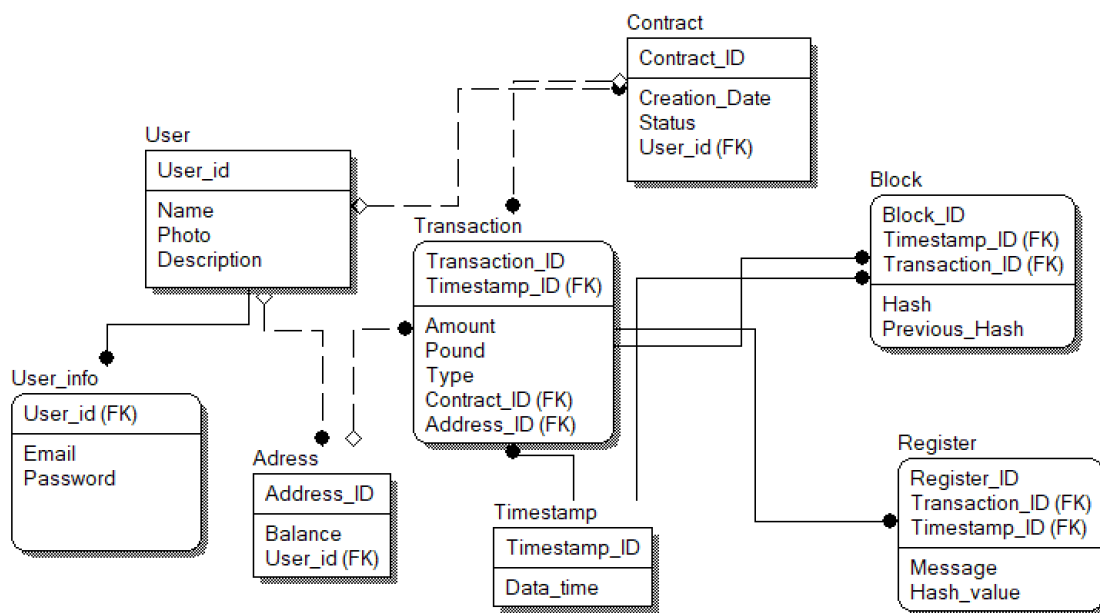 Contract
Contract_ID
Creation_Date
Status
User_id (FK)
User
User_id
Name
Photo
Description
Block
Block_ID
Timestamp_ID (FK)
Transaction_ID (FK)
Hash
Previous_Hash
Transaction
Transaction_ID
Timestamp_ID (FK)
Amount
Pound
Type
Contract_ID (FK)
Address_ID (FK)
User_info
User_id (FK)
Email
Password
Adress
Address_ID
Balance
User_id (FK)
Timestamp
Timestamp_ID
Data_time
Register
Register_ID
Transaction_ID (FK)
Timestamp_ID (FK)
Message
Hash_value